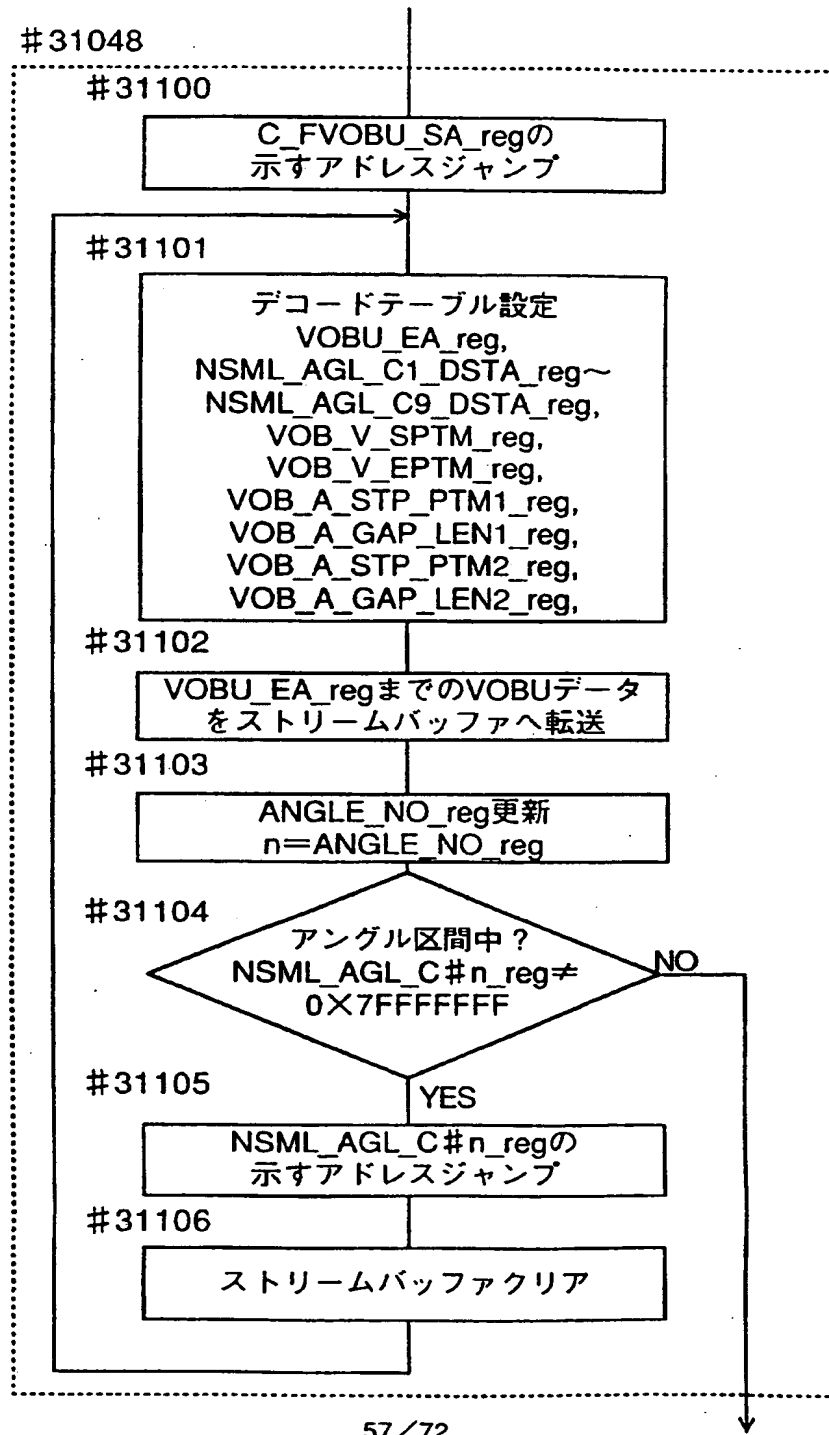 #31048
#31100
C_FVOBU_SA_regの
示すアドレスジャンプ
#31101
デコードテーブル設定
VOBU_EA_reg,
NSML_AGL_C1_DSTA_reg～
NSML_AGL_C9_DSTA_reg,
VOB_V_SPTM_reg,
VOB_V_EPTM_reg,
VOB_A_STP_PTM1_reg,
VOB_A_GAP_LEN1_reg,
VOB_A_STP_PTM2_reg,
VOB_A_GAP_LEN2_reg,
#31102
VOBU_EA_regまでのVOBUデータ
をストリームバッファへ転送
#31103
ANGLE_NO_reg更新
n＝ANGLE_NO_reg
#31104
アングル区間中？
NSML_AGL_C#n_reg≠
0×7FFFFFFF
NO
YES
#31105
NSML_AGL_C#n_regの
示すアドレスジャンプ
#31106
ストリームバッファクリア
57／72